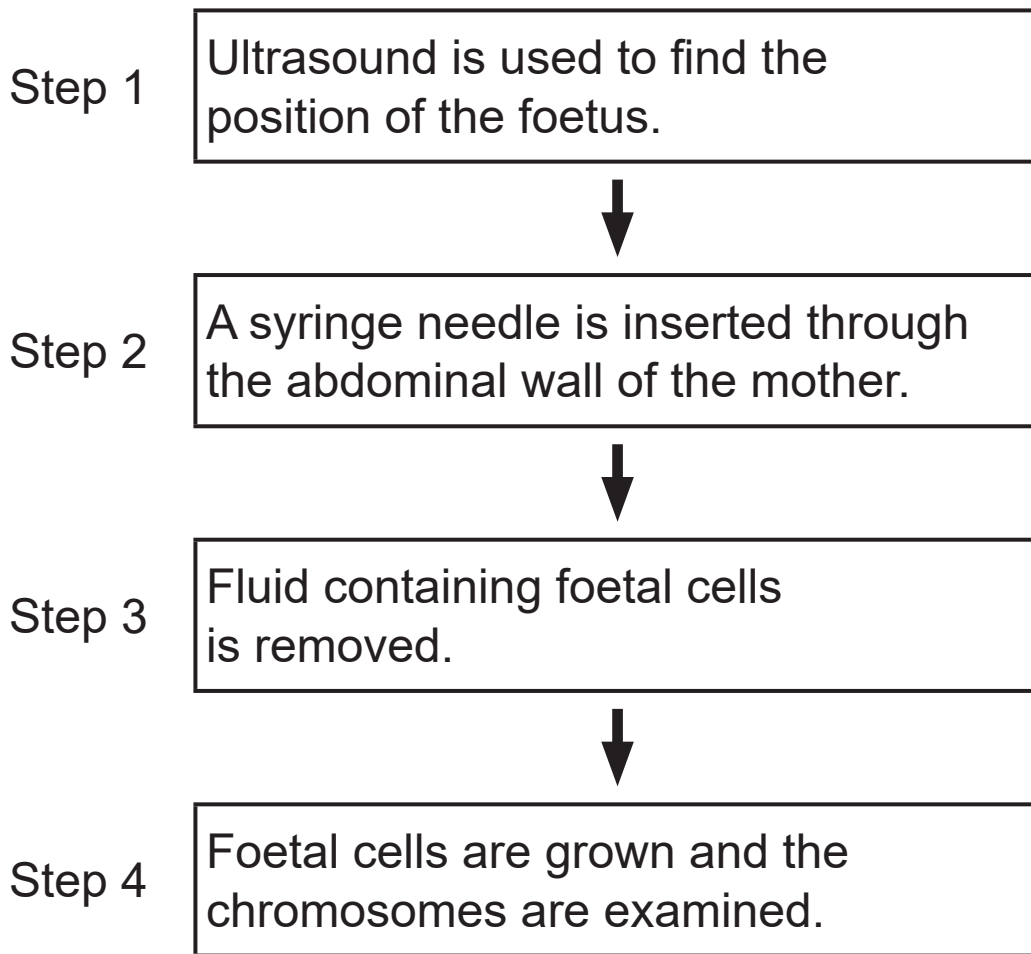 Step 1
Ultrasound is used to find the
position of the foetus.
Step 2
A syringe needle is inserted through
the abdominal wall of the mother.
Step 3
Fluid containing foetal cells
is removed.
Step 4
Foetal cells are grown and the
chromosomes are examined.